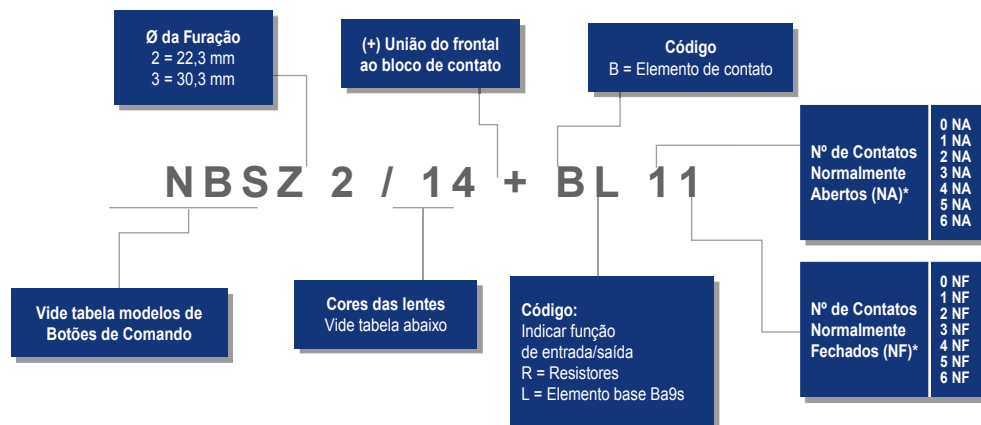 Ø da Furação
2 = 22,3 mm
3 = 30,3 mm
(+) União do frontal
ao bloco de contato
Código
B = Elemento de contato
NBSZ 2 / 14 + BL 11
Nº de Contatos
Normalmente
Abertos (NA)*
0 NA
1 NA
2 NA
3 NA
4 NA
5 NA
6 NA
Vide tabela modelos de
Botões de Comando
Cores das lentes
Vide tabela abaixo
Código:
Indicar função
de entrada/saída
R = Resistores
L = Elemento base Ba9s
Nº de Contatos
Normalmente
Fechados (NF)*
0 NF
1 NF
2 NF
3 NF
4 NF
5 NF
6 NF